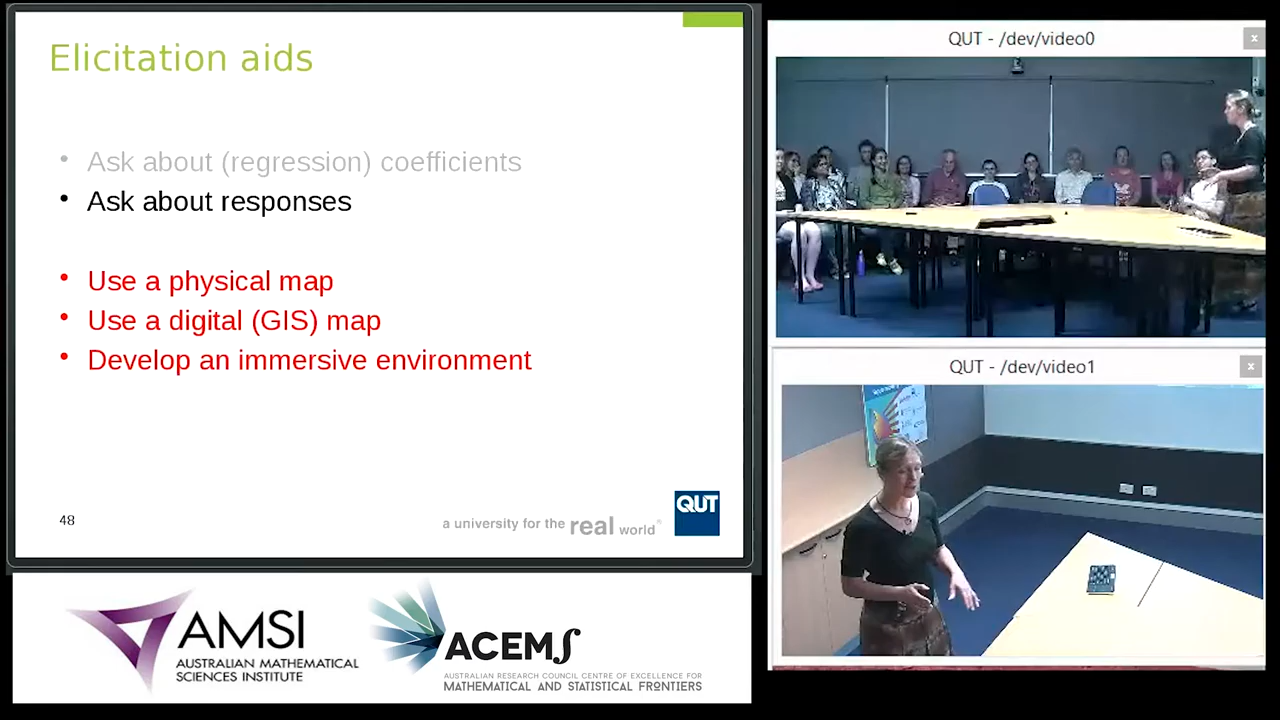 Elicitation aids
• Ask about (regression) coefficients
• Ask about responses
• Use a physical map
• Use a digital (GIS) map
• Develop an immersive environment
48
a university for the real world®
QUT
AMSI
AUSTRALIAN MATHEMATICAL
SCIENCES INSTITUTE
ACEMS
AUSTRALIAN RESEARCH COUNCIL CENTRE OF EXCELLENCE FOR
MATHEMATICAL AND STATISTICAL FRONTIERS
QUT - /dev/video0
x
QUT - /dev/video1
x